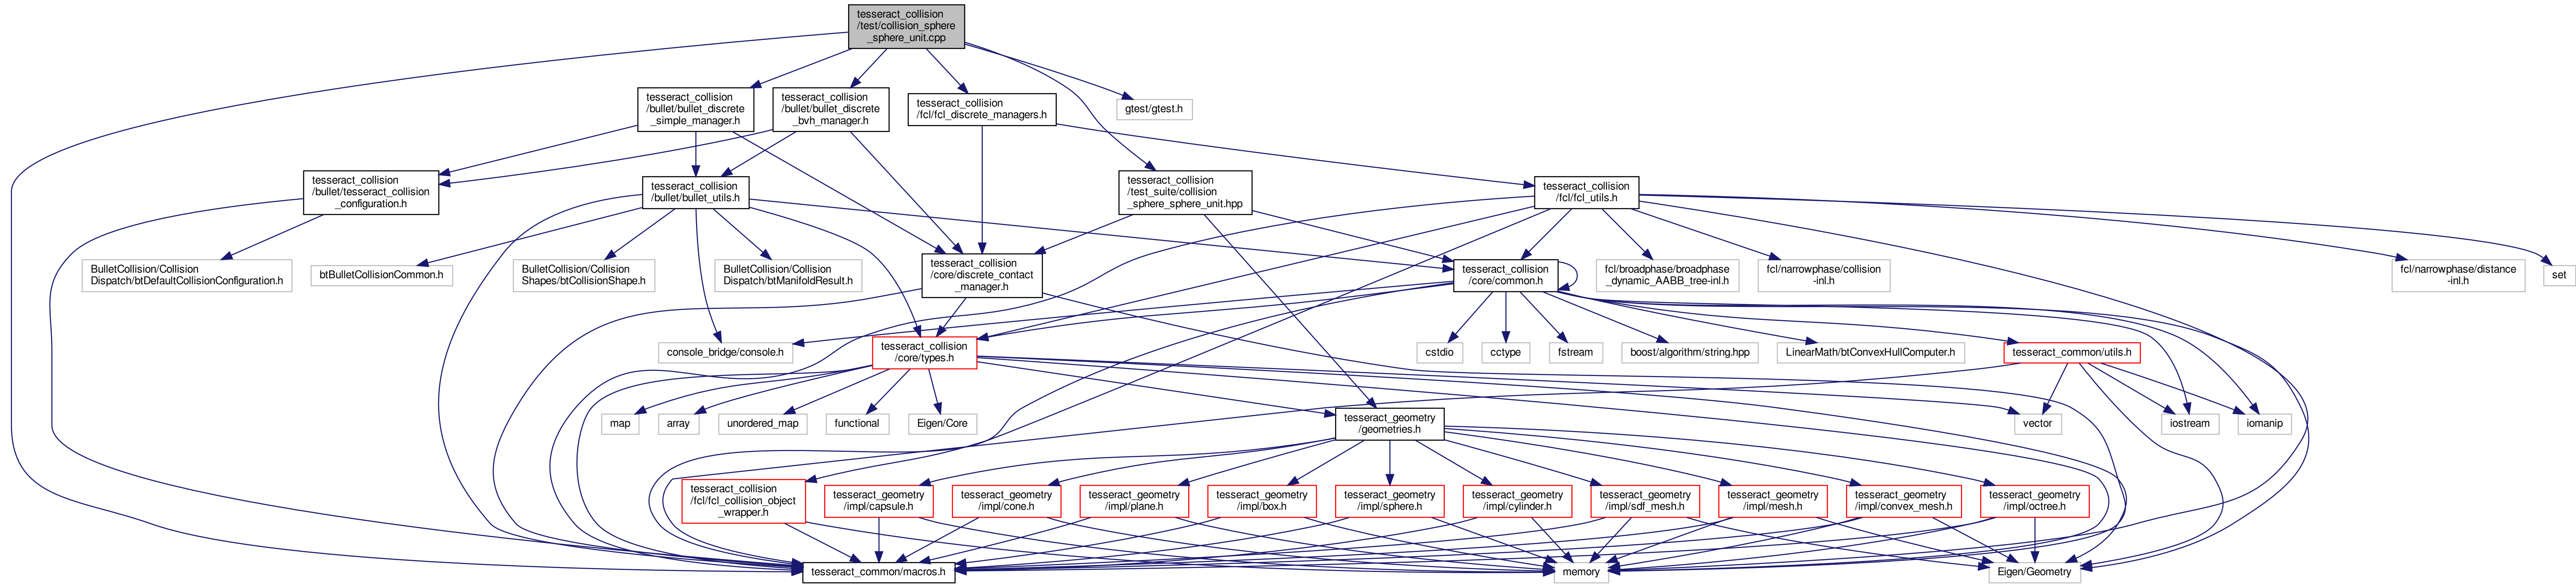 tesseract_collision
/test/collision_sphere
_sphere_unit.cpp
tesseract_collision
/bullet/bullet_discrete
_simple_manager.h
tesseract_collision
/bullet/bullet_discrete
_bvh_manager.h
tesseract_collision
/fcl/fcl_discrete_managers.h
gtest/gtest.h
tesseract_collision
/bullet/tesseract_collision
_configuration.h
tesseract_collision
/bullet/bullet_utils.h
tesseract_collision
/test_suite/collision
_sphere_sphere_unit.hpp
tesseract_collision
/fcl/fcl_utils.h
BulletCollision/Collision
Dispatch/btDefaultCollisionConfiguration.h
btBulletCollisionCommon.h
BulletCollision/Collision
Shapes/btCollisionShape.h
BulletCollision/Collision
Dispatch/btManifoldResult.h
tesseract_collision
/core/discrete_contact
_manager.h
tesseract_collision
/core/common.h
fcl/broadphase/broadphase
_dynamic_AABB_tree-inl.h
fcl/narrowphase/collision
-inl.h
fcl/narrowphase/distance
-inl.h
set
console_bridge/console.h
tesseract_collision
/core/types.h
cstdio
cctype
fstream
boost/algorithm/string.hpp
LinearMath/btConvexHullComputer.h
tesseract_common/utils.h
map
array
unordered_map
functional
Eigen/Core
tesseract_geometry
/geometries.h
vector
iostream
iomanip
tesseract_collision
/fcl/fcl_collision_object
_wrapper.h
tesseract_geometry
/impl/capsule.h
tesseract_geometry
/impl/cone.h
tesseract_geometry
/impl/plane.h
tesseract_geometry
/impl/box.h
tesseract_geometry
/impl/sphere.h
tesseract_geometry
/impl/cylinder.h
tesseract_geometry
/impl/sdf_mesh.h
tesseract_geometry
/impl/mesh.h
tesseract_geometry
/impl/convex_mesh.h
tesseract_geometry
/impl/octree.h
tesseract_common/macros.h
memory
Eigen/Geometry